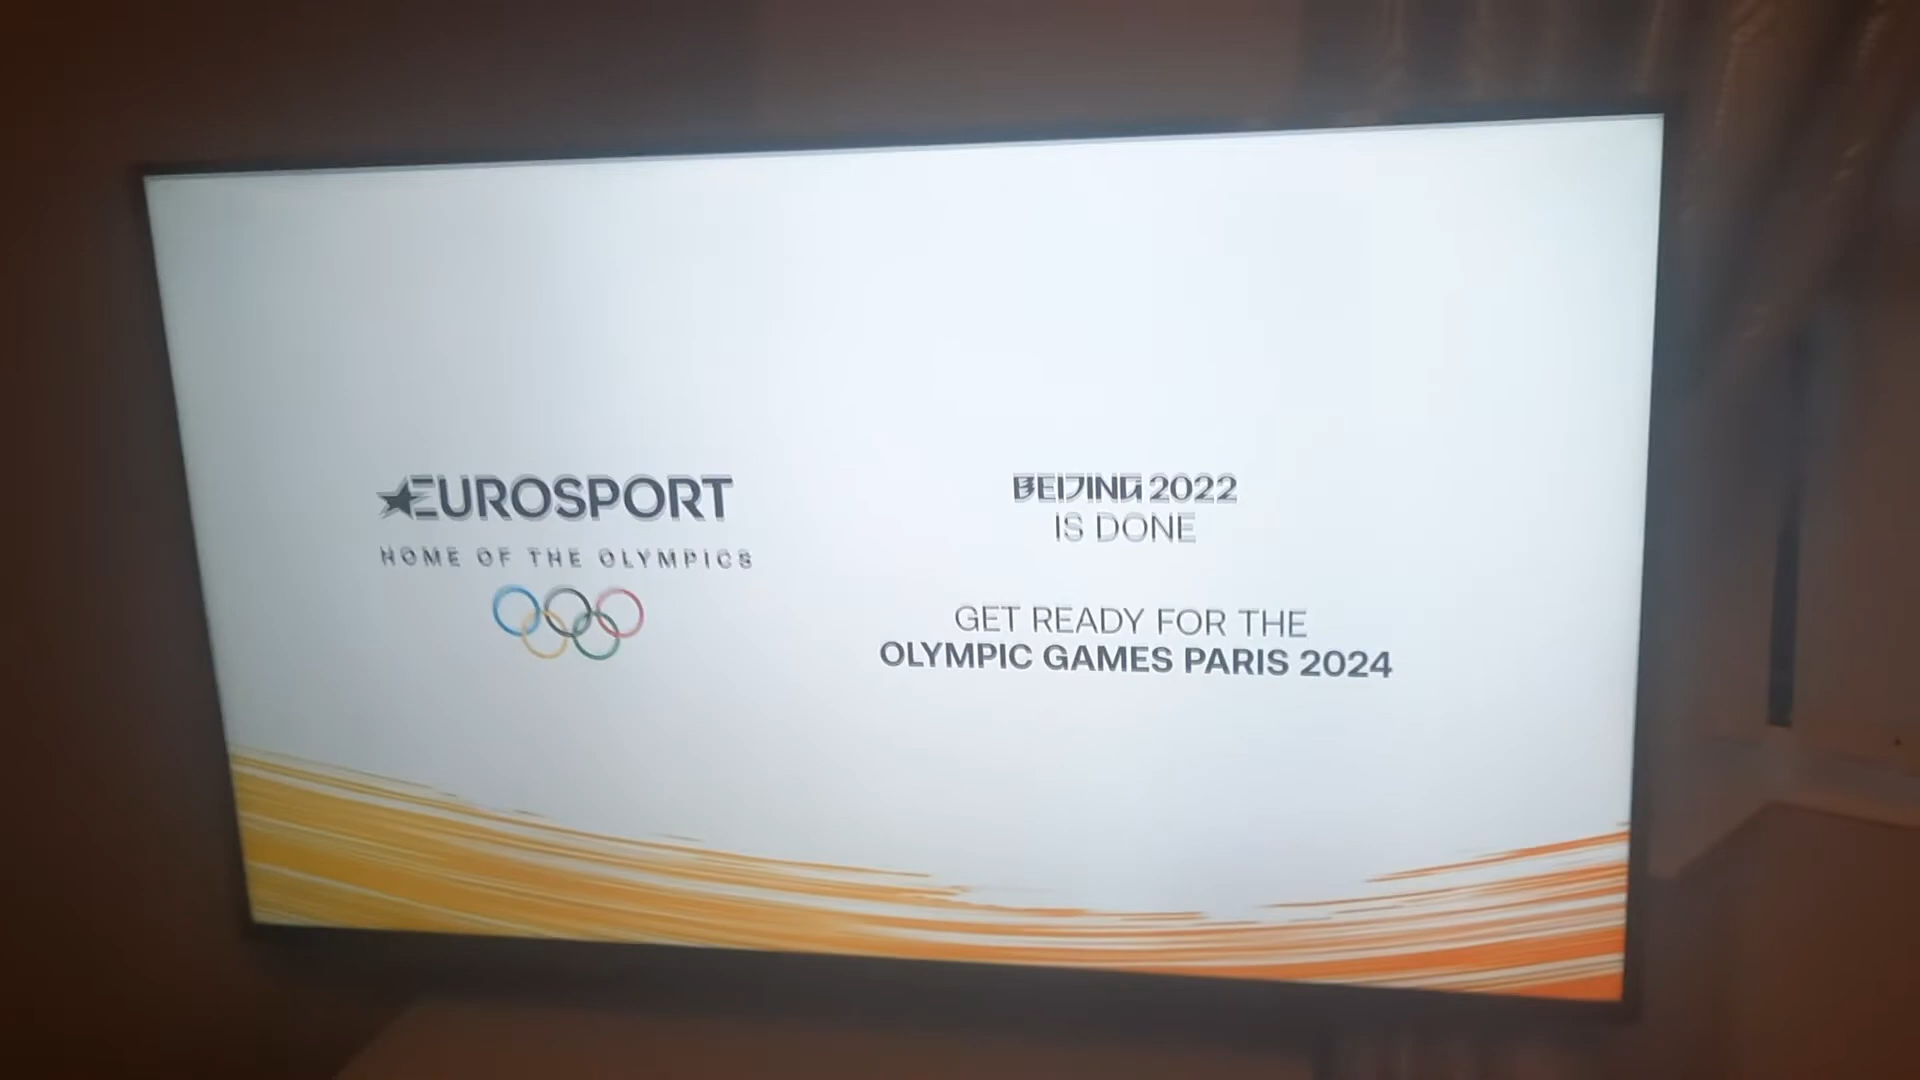 EUROSPORT
HOME OF THE OLYMPICS
BEIJING 2022
IS DONE
GET READY FOR THE
OLYMPIC GAMES PARIS 2024